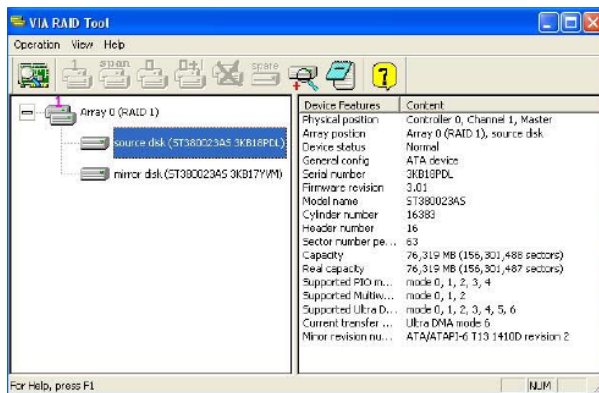 VIA RAID Tool
Operation View Help
1 span 0 0+1 spare
1
Array 0 (RAID 1)
source disk (ST380023AS 3KB18PDL)
mirror disk (ST380023AS 3KB17YVM)
Device Features Content
Physical position Controller 0, Channel 1, Master
Array postion Array 0 (RAID 1), source disk
Device status Normal
General config ATA device
Serial number 3KB18PDL
Firmware revision 3.01
Model name ST380023AS
Cylinder number 16383
Header number 16
Sector number pe... 63
Capacity 76,319 MB (156,301,488 sectors)
Real capacity 76,319 MB (156,301,487 sectors)
Supported PIO m... mode 0, 1, 2, 3, 4
Supported Multiw... mode 0, 1, 2
Supported Ultra D... mode 0, 1, 2, 3, 4, 5, 6
Current transfer ... Ultra DMA mode 6
Minor revision nu... ATA/ATAPI-6 T13 1410D revision 2
For Help, press F1
NUM